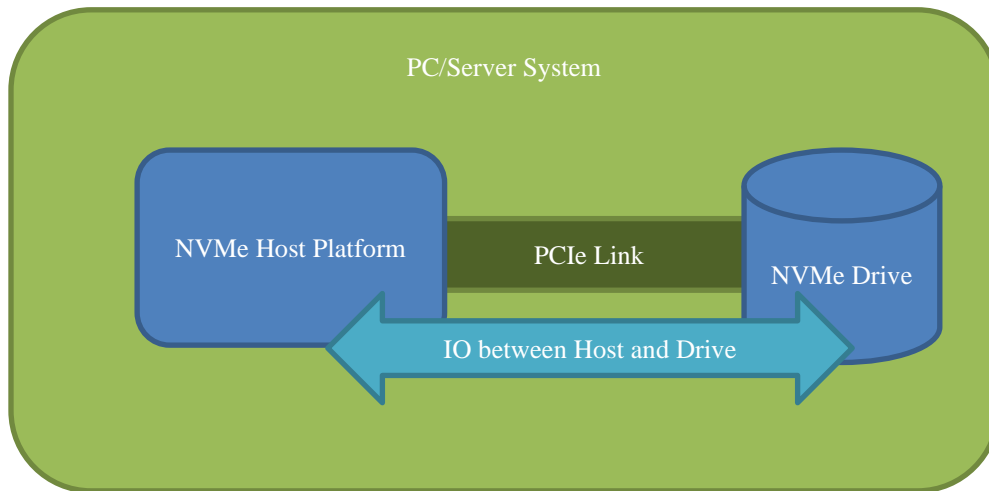 PC/Server System
NVMe Host Platform
PCIe Link
NVMe Drive
IO between Host and Drive